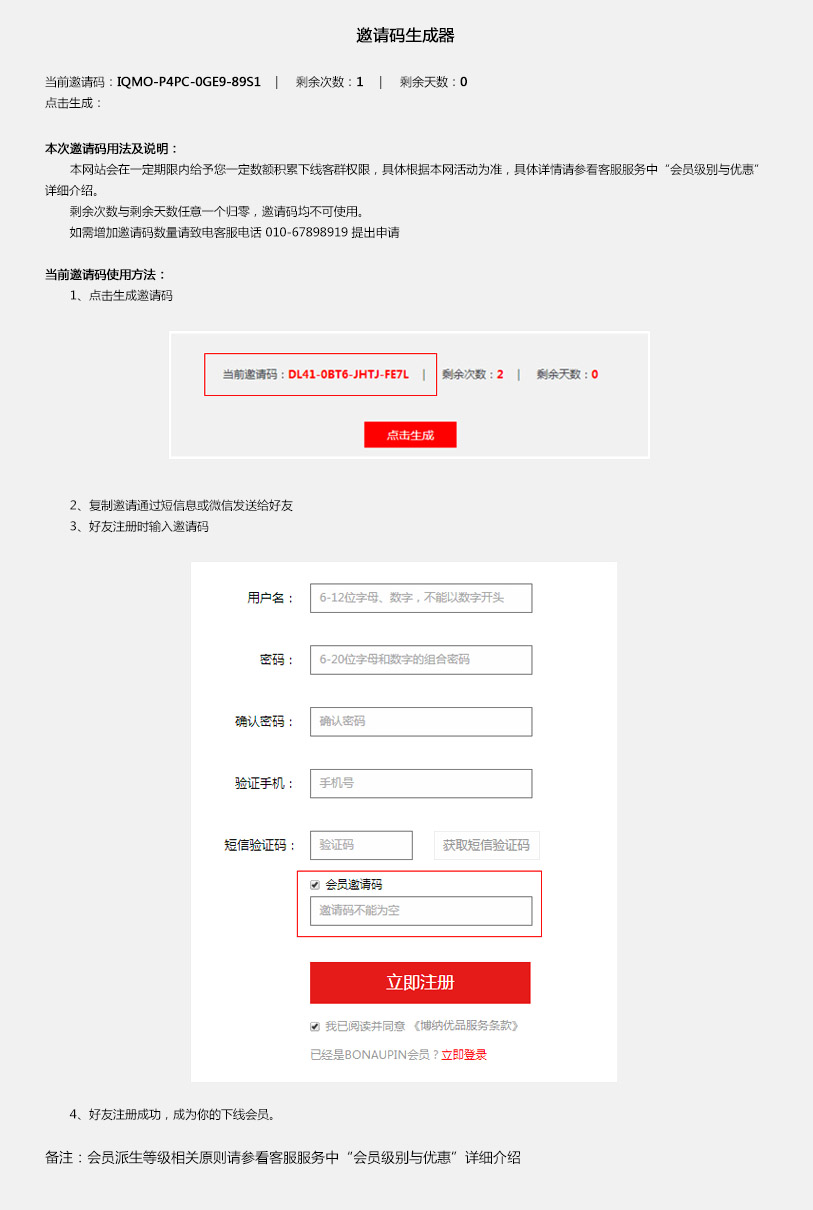 邀请码生成器
当前邀请码：IQMO-P4PC-0GE9-89S1 | 剩余次数：1 | 剩余天数：0
点击生成：
本次邀请码用法及说明：
本网站会在一定期限内给予您一定数额积累下线客群权限，具体根据本网活动为准，具体详情请参看客服服务中“会员级别与优惠”
详细介绍。
剩余次数与剩余天数任意一个归零，邀请码均不可使用。
如需增加邀请码数量请致电客服电话 010-67898919 提出申请
当前邀请码使用方法：
1、点击生成邀请码
当前邀请码：DL41-0BT6-JHTJ-FE7L | 剩余次数：2 | 剩余天数：0
点击生成
2、复制邀请通过短信息或微信发送给好友
3、好友注册时输入邀请码
用户名： 6-12位字母、数字，不能以数字开头
密码： 6-20位字母和数字的组合密码
确认密码： 确认密码
验证手机： 手机号
短信验证码： 验证码 获取短信验证码
会员邀请码
邀请码不能为空
立即注册
我已阅读并同意 《博纳优品服务条款》
已经是BONAUPIN会员？立即登录
4、好友注册成功，成为你的下线会员。
备注：会员派生等级相关原则请参看客服服务中“会员级别与优惠”详细介绍